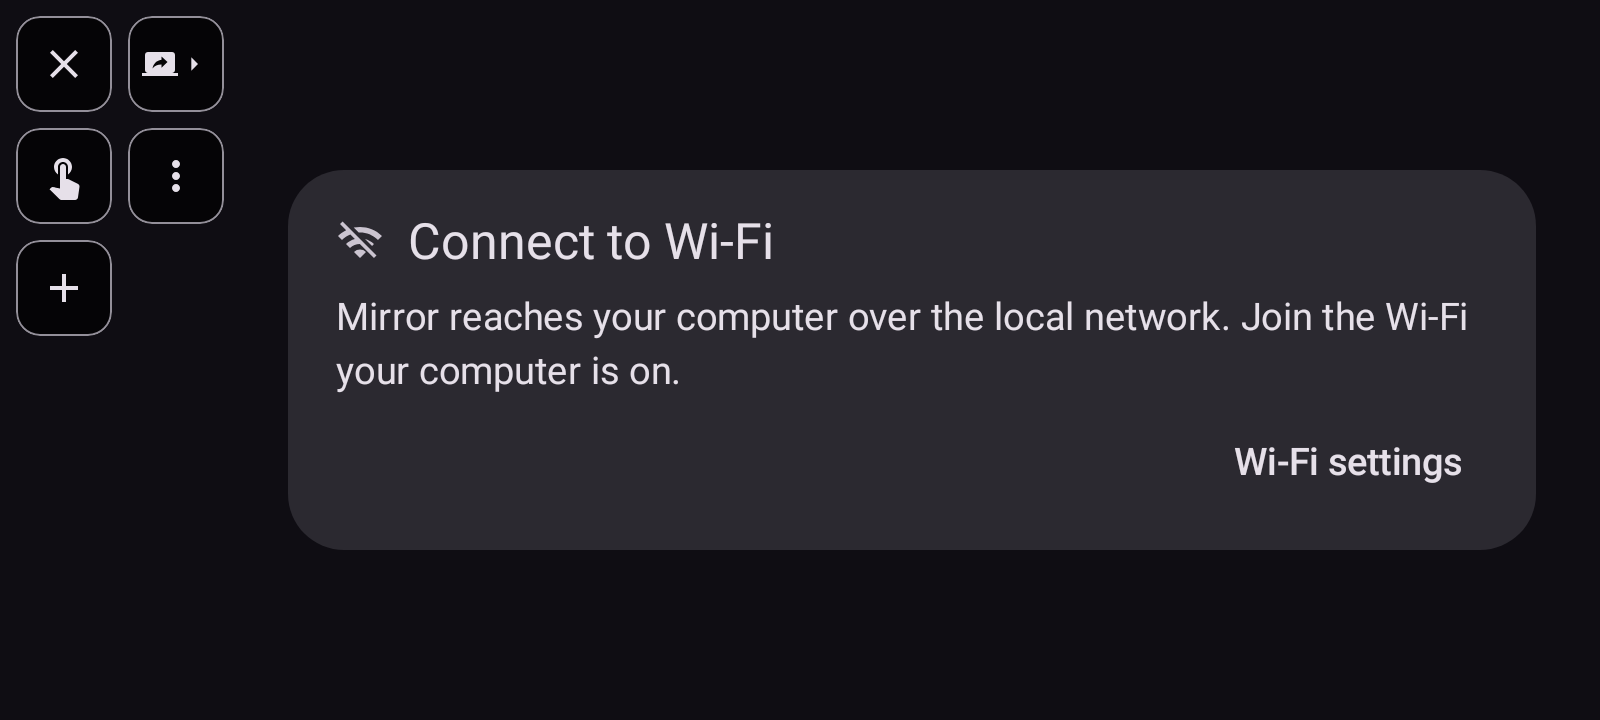 Connect to Wi-Fi
Mirror reaches your computer over the local network. Join the Wi-Fi
your computer is on.
Wi-Fi settings